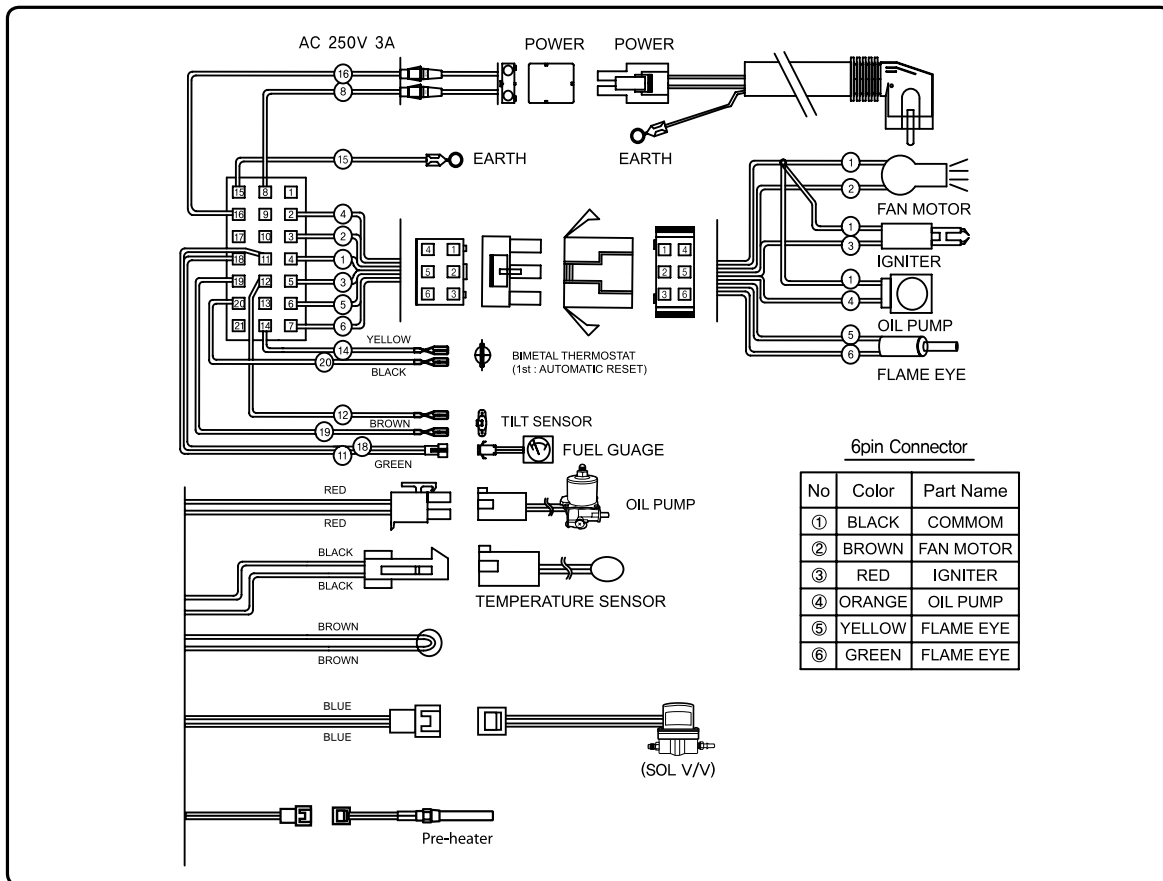 AC 250V 3A
POWER
POWER
16
8
15
EARTH
EARTH
15 8 1
16 9 2
17 10 3
18 11 4
19 12 5
20 13 6
21 14 7
4
2
1
3
5
6
4 1
5 2
6 3
1 4
2 5
3 6
1
2
FAN MOTOR
1
3
IGNITER
1
4
OIL PUMP
5
6
FLAME EYE
YELLOW
14
20
BLACK
BIMETAL THERMOSTAT
(1st : AUTOMATIC RESET)
12
BROWN
19
TILT SENSOR
18
11
GREEN
FUEL GUAGE
RED
RED
OIL PUMP
BLACK
BLACK
TEMPERATURE SENSOR
BROWN
BROWN
BLUE
BLUE
(SOL V/V)
Pre-heater
6pin Connector
No Color Part Name
① BLACK COMMOM
② BROWN FAN MOTOR
③ RED IGNITER
④ ORANGE OIL PUMP
⑤ YELLOW FLAME EYE
⑥ GREEN FLAME EYE